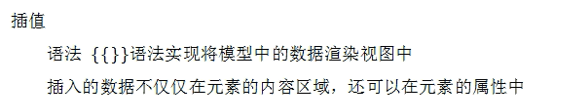 插值
语法 {{}}语法实现将模型中的数据渲染视图中
插入的数据不仅仅在元素的内容区域，还可以在元素的属性中